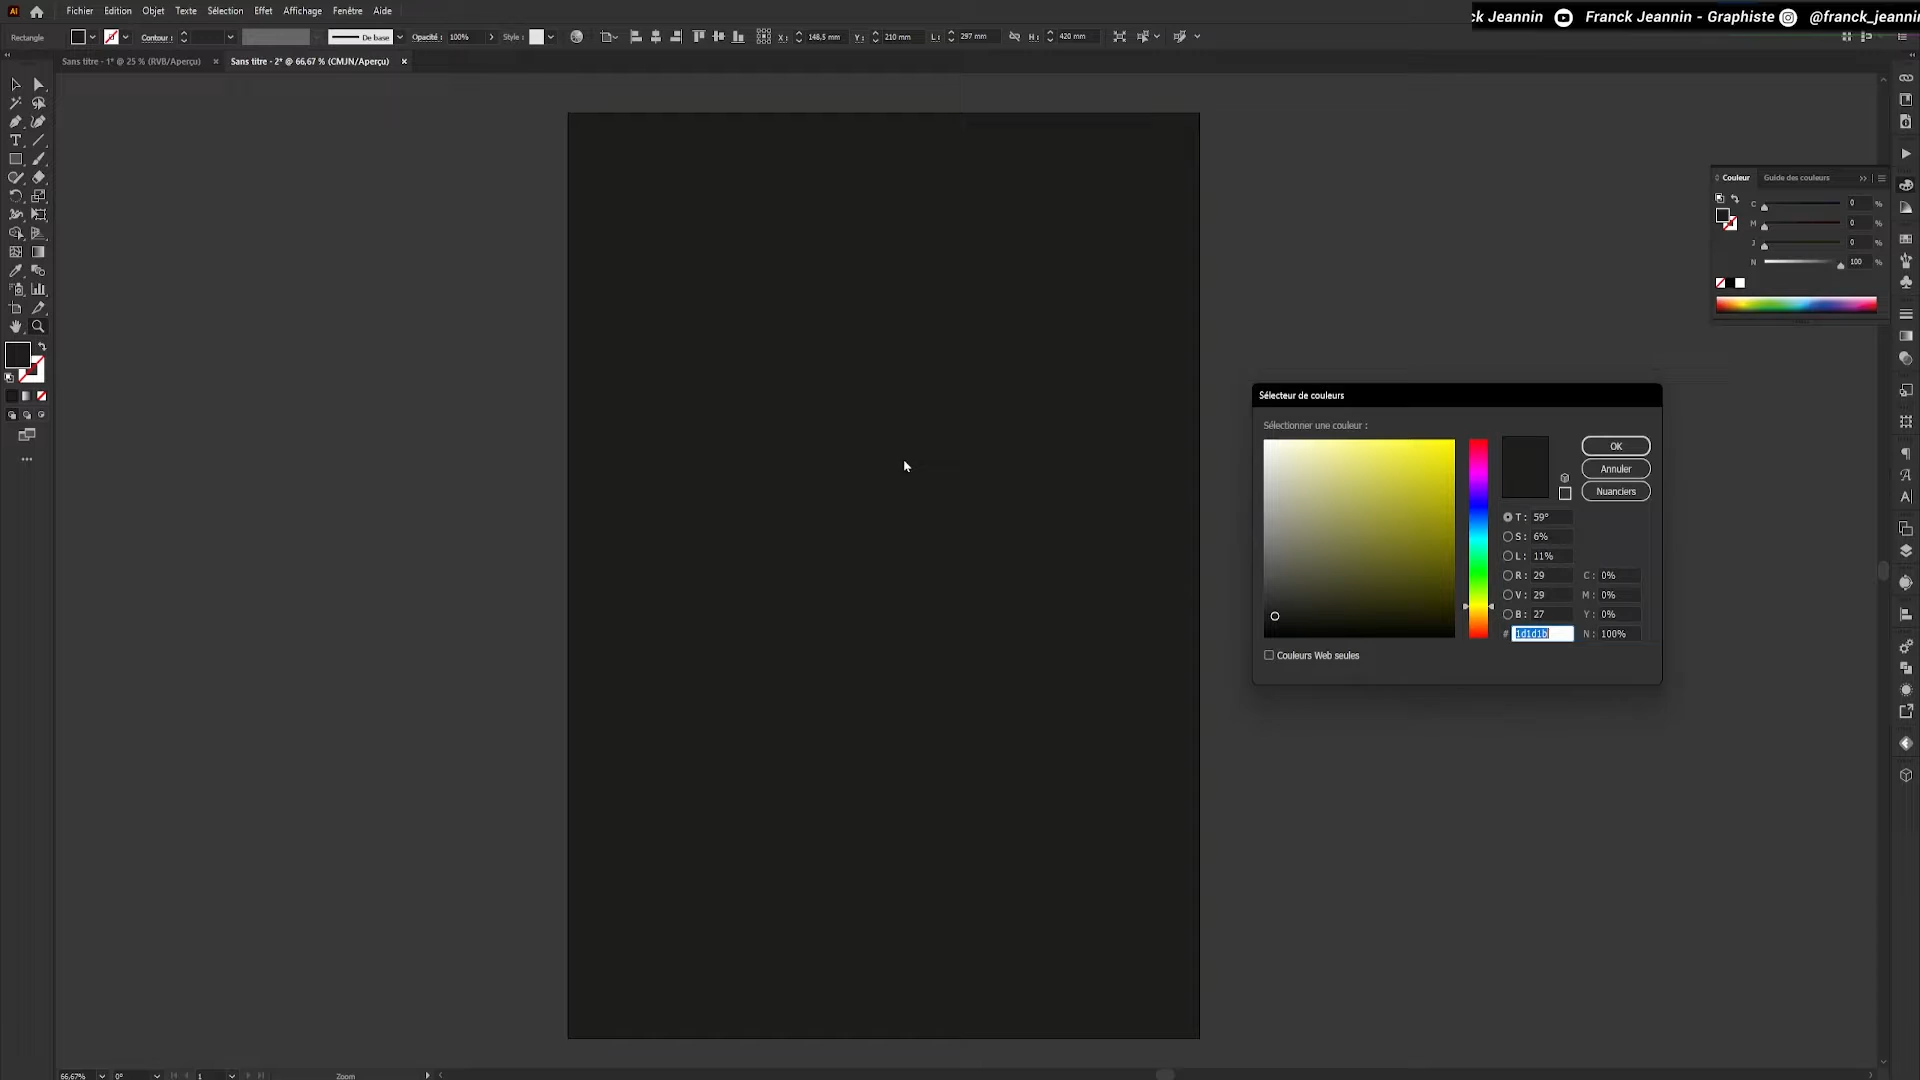 Fichier Edition Objet Texte Sélection Effet Affichage Fenêtre Aide
ck Jeannin Franck Jeannin - Graphiste @franck_jeannin
Rectangle Contour : De base Opacité : 100% Style : X : 148,5 mm Y : 210 mm L : 297 mm H : 420 mm
Sans titre - 1* @ 25 % (RVB/Aperçu) × Sans titre - 2* @ 66,67 % (CMJN/Aperçu) ×
Couleur Guide des couleurs
C 0 %
M 0 %
J 0 %
N 100 %
Sélecteur de couleurs
Sélectionner une couleur :
OK
Annuler
Nuanciers
T : 59°
S : 6%
L : 11%
R : 29 C : 0%
V : 29 M : 0%
B : 27 Y : 0%
# 1d1d1b N : 100%
Couleurs Web seules
66,67% 0° 1 Zoom